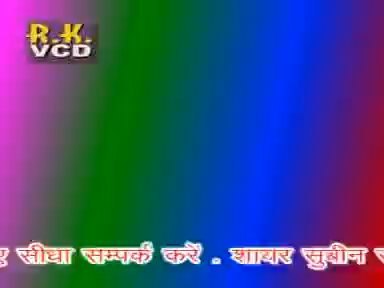 R.K.
VCD
सीधा सम्पर्क करें . शायर सुबीन